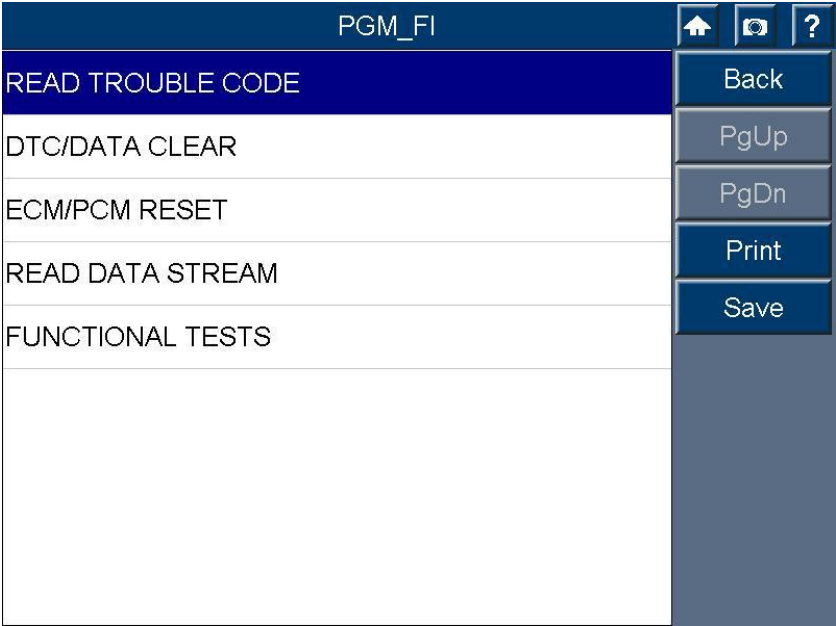 PGM_FI
?
READ TROUBLE CODE
DTC/DATA CLEAR
ECM/PCM RESET
READ DATA STREAM
FUNCTIONAL TESTS
Back
PgUp
PgDn
Print
Save